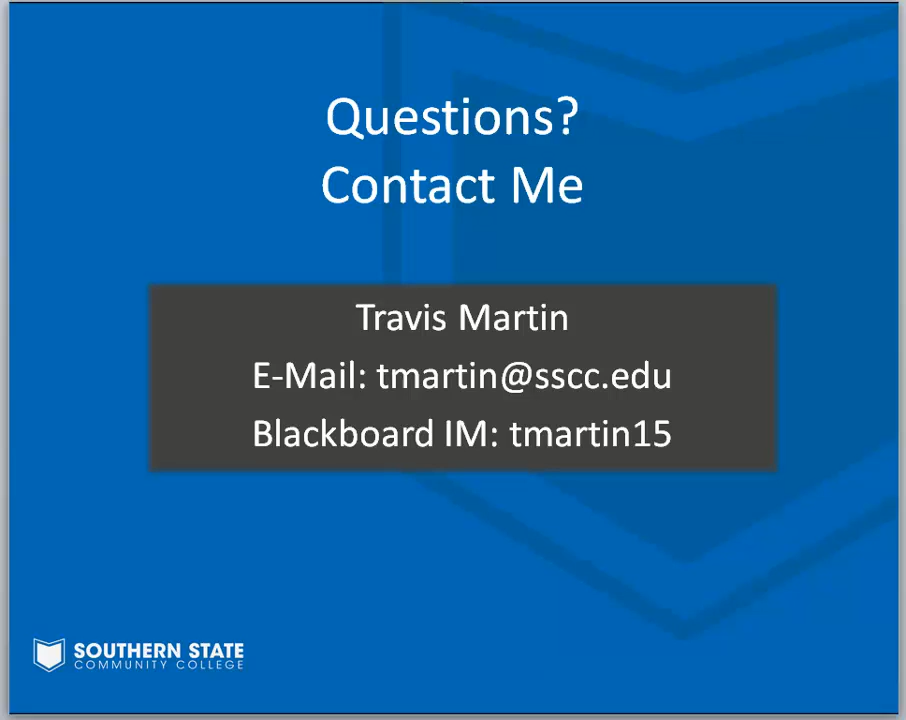 Questions?
Contact Me
Travis Martin
E-Mail: tmartin@sscc.edu
Blackboard IM: tmartin15
SOUTHERN STATE
COMMUNITY COLLEGE